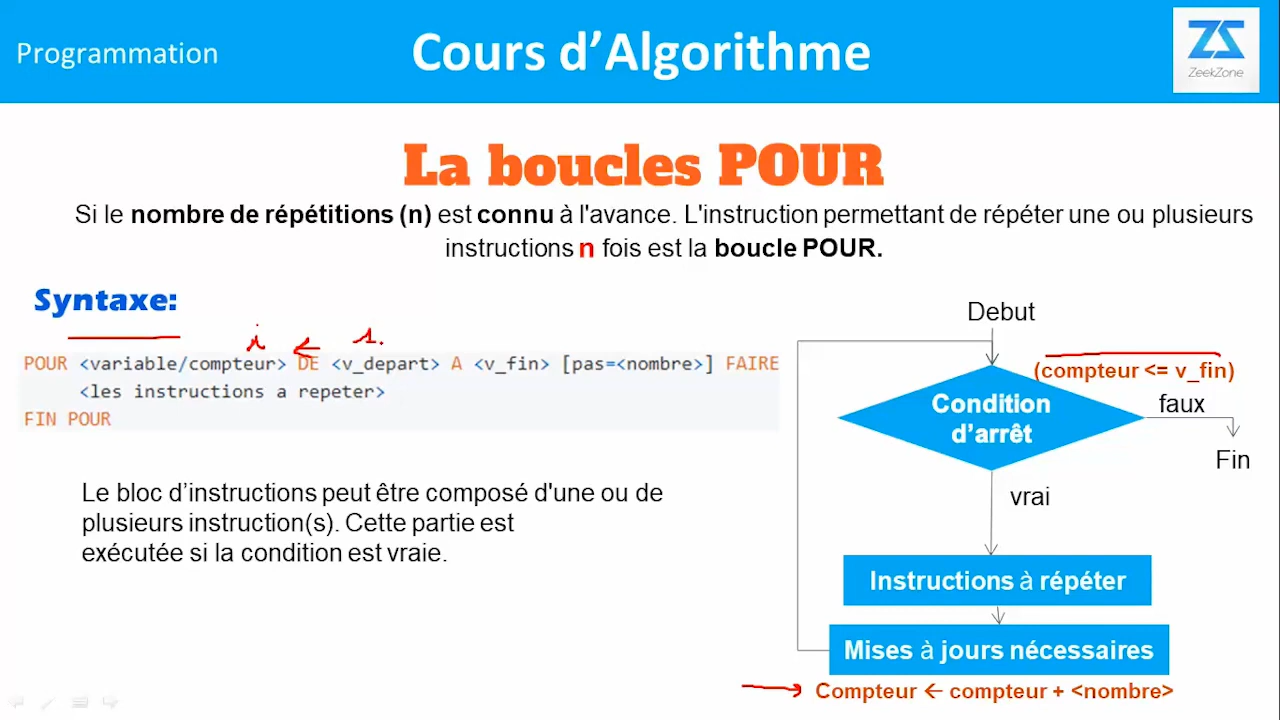 Programmation
Cours d’Algorithme
ZS
ZeekZone
La boucles POUR
Si le nombre de répétitions (n) est connu à l'avance. L'instruction permettant de répéter une ou plusieurs
instructions n fois est la boucle POUR.
Syntaxe:
i ← 1.
POUR <variable/compteur> DE <v_depart> A <v_fin> [pas=<nombre>] FAIRE
<les instructions a repeter>
FIN POUR
Le bloc d’instructions peut être composé d'une ou de
plusieurs instruction(s). Cette partie est
exécutée si la condition est vraie.
Debut
(compteur <= v_fin)
Condition
d’arrêt
faux
Fin
vrai
Instructions à répéter
Mises à jours nécessaires
Compteur ← compteur + <nombre>